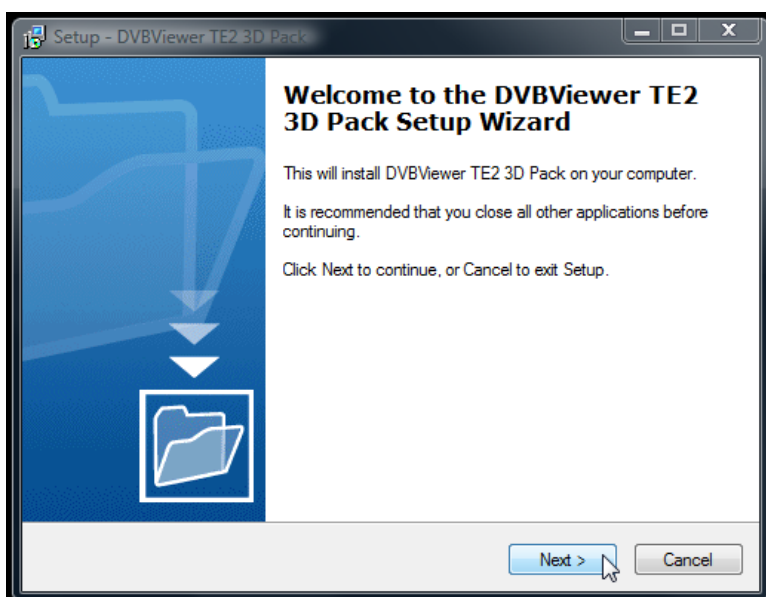 Setup - DVBViewer TE2 3D Pack
Welcome to the DVBViewer TE2
3D Pack Setup Wizard
This will install DVBViewer TE2 3D Pack on your computer.
It is recommended that you close all other applications before
continuing.
Click Next to continue, or Cancel to exit Setup.
Next > Cancel